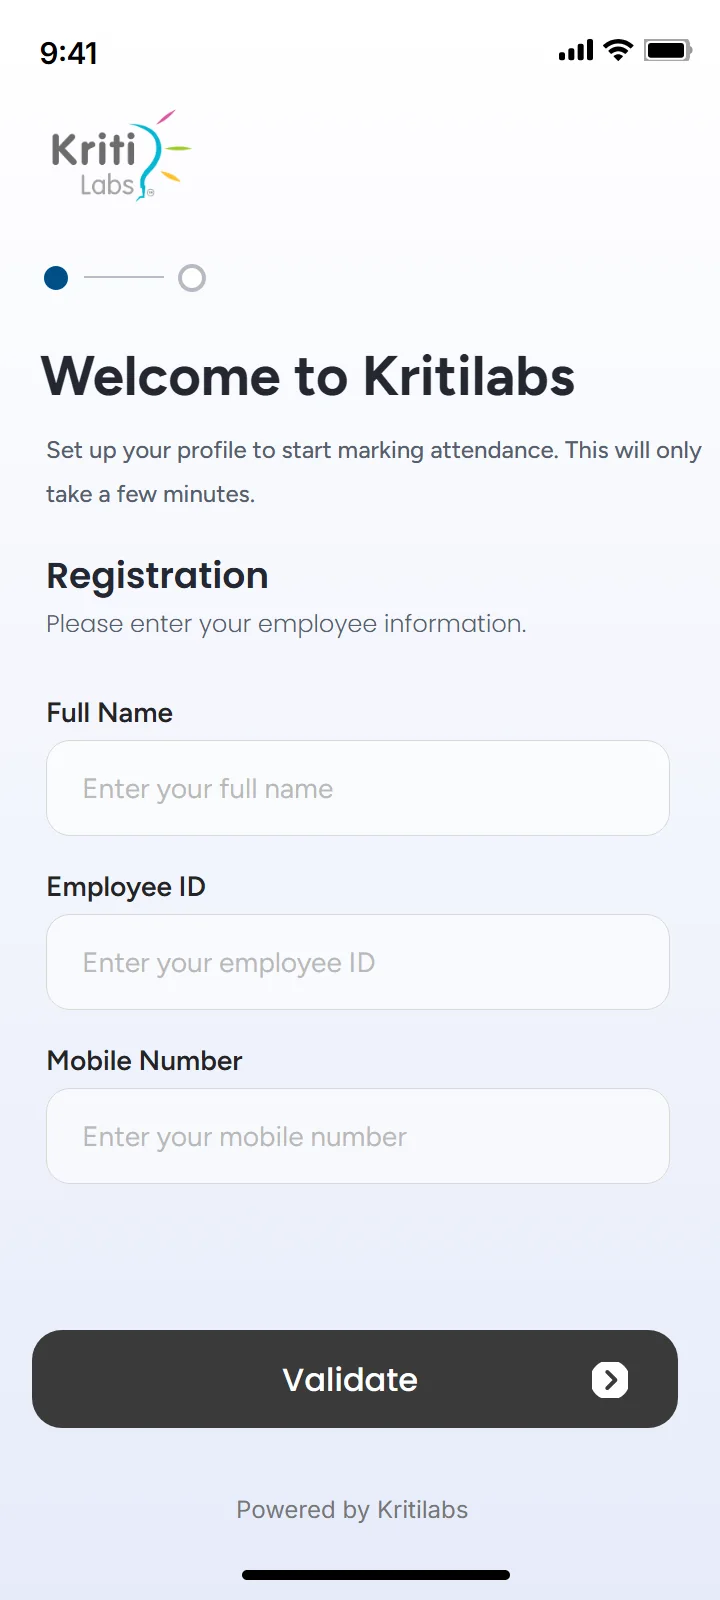 9:41
Kriti
Labs
Welcome to Kritilabs
Set up your profile to start marking attendance. This will only
take a few minutes.
Registration
Please enter your employee information.
Full Name
Enter your full name
Employee ID
Enter your employee ID
Mobile Number
Enter your mobile number
Validate
Powered by Kritilabs